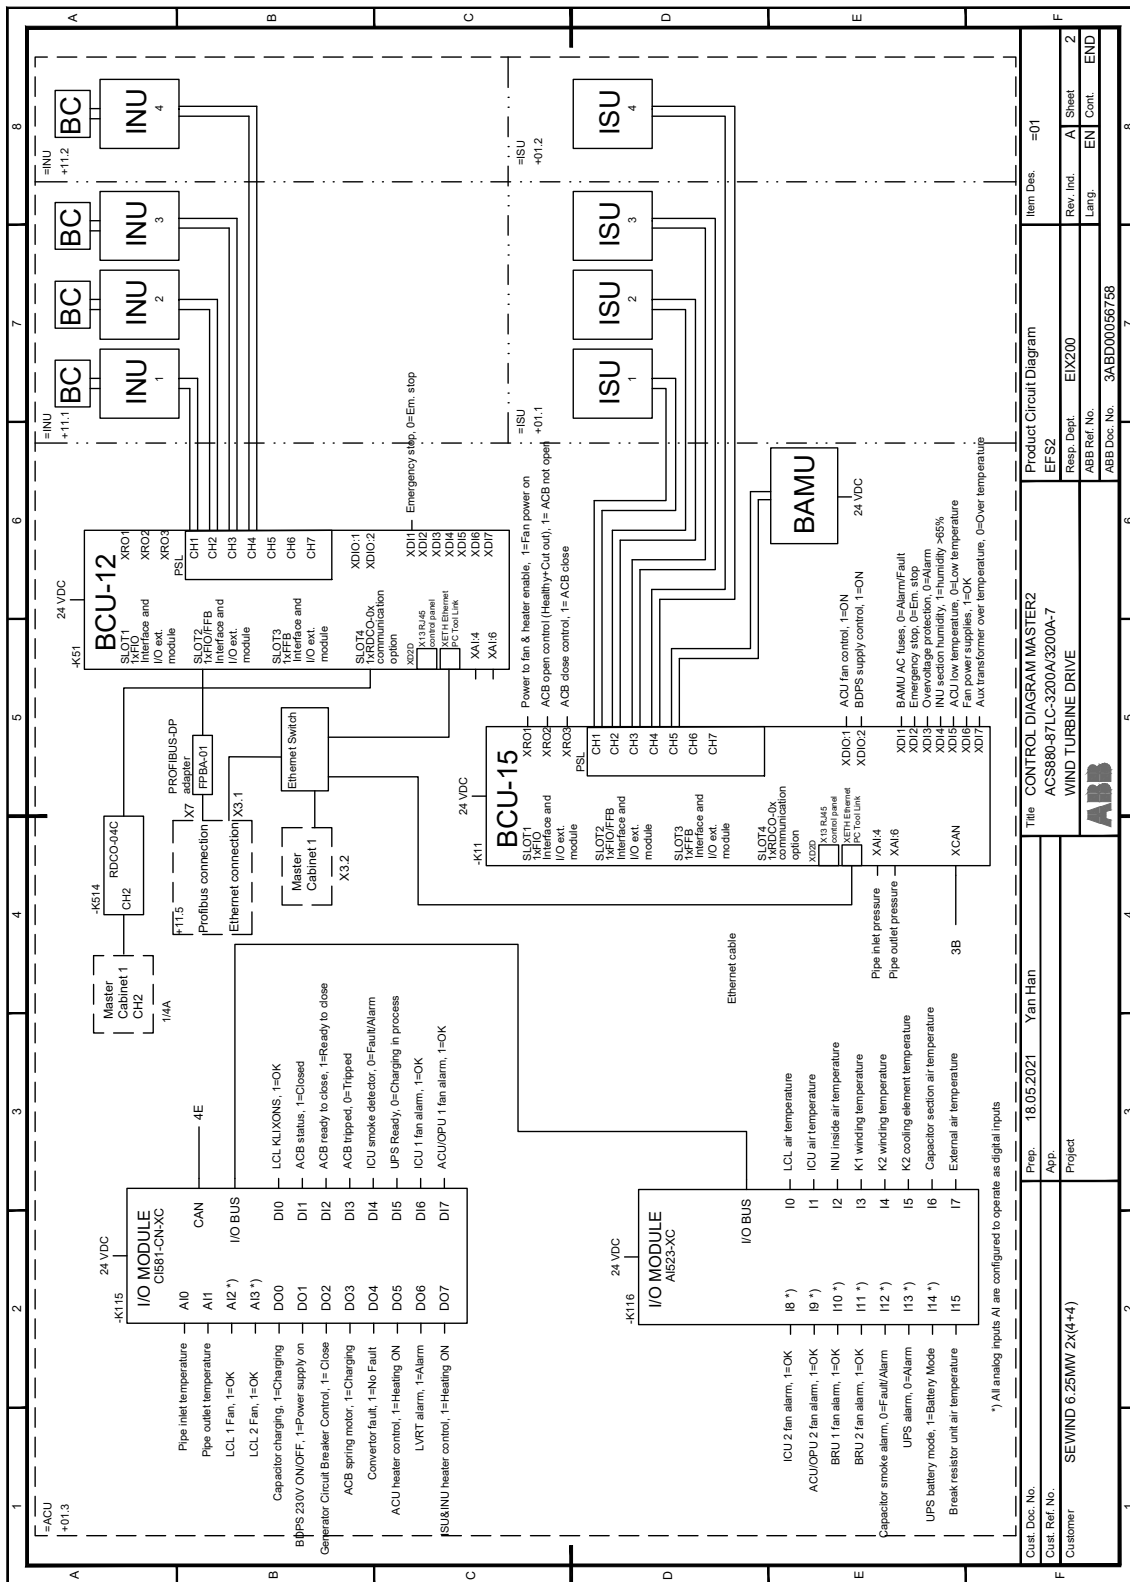 =ACU
+01.3
24 VDC
-K115
I/O MODULE
CI581-CN-XC
Pipe inlet temperature
AI0
Pipe outlet temperature
AI1
LCL 1 Fan, 1=OK
AI2 *)
LCL 2 Fan, 1=OK
AI3 *)
Capacitor charging, 1=Charging
DO0
BDPS 230V ON/OFF, 1=Power supply on
DO1
Generator Circuit Breaker Control, 1= Close
DO2
ACB spring motor, 1=Charging
DO3
Convertor fault, 1=No Fault
DO4
ACU heater control, 1=Heating ON
DO5
LVRT alarm, 1=Alarm
DO6
ISU&INU heater control, 1=Heating ON
DO7
CAN
4E
I/O BUS
DI0
LCL KLIXONS, 1=OK
DI1
ACB status, 1=Closed
DI2
ACB ready to close, 1=Ready to close
DI3
ACB tripped, 0=Tripped
DI4
ICU smoke detector, 0=Fault/Alarm
DI5
UPS Ready, 0=Charging in process
DI6
ICU 1 fan alarm, 1=OK
DI7
ACU/OPU 1 fan alarm, 1=OK
24 VDC
-K116
I/O MODULE
AI523-XC
I/O BUS
ICU 2 fan alarm, 1=OK
I8 *)
ACU/OPU 2 fan alarm, 1=OK
I9 *)
BRU 1 fan alarm, 1=OK
I10 *)
BRU 2 fan alarm, 1=OK
I11 *)
Capacitor smoke alarm, 0=Fault/Alarm
I12 *)
UPS alarm, 0=Alarm
I13 *)
UPS battery mode, 1=Battery Mode
I14 *)
Break resistor unit air temperature
I15
I0
LCL air temperature
I1
ICU air temperature
I2
INU inside air temperature
I3
K1 winding temperature
I4
K2 winding temperature
I5
K2 cooling element temperature
I6
Capacitor section air temperature
I7
External air temperature
*) All analog inputs AI are configured to operate as digital inputs
Master
Cabinet 1
CH2
1/4A
-K514
RDCO-04C
CH2
+11.5
X7
Profibus connection
Ethernet connection
X3.1
PROFIBUS-DP
adapter
FPBA-01
Master
Cabinet 1
X3.2
Ethernet Switch
Ethernet cable
24 VDC
-K51
BCU-12
SLOT1
1xFIO
Interface and
I/O ext.
module
SLOT2
1xFIO/FFB
Interface and
I/O ext.
module
SLOT3
1xFFB
Interface and
I/O ext.
module
SLOT4
1xRDCO-0x
communication
option
XD2D
X13 RJ45
control panel
XETH Ethernet
PC Tool Link
XAI:4
XAI:6
XRO1
XRO2
XRO3
PSL
CH1
CH2
CH3
CH4
CH5
CH6
CH7
XDIO:1
XDIO:2
XDI1
Emergency stop, 0=Em. stop
XDI2
XDI3
XDI4
XDI5
XDI6
XDI7
24 VDC
-K11
BCU-15
SLOT1
1xFIO
Interface and
I/O ext.
module
SLOT2
1xFIO/FFB
Interface and
I/O ext.
module
SLOT3
1xFFB
Interface and
I/O ext.
module
SLOT4
1xRDCO-0x
communication
option
XD2D
X13 RJ45
control panel
XETH Ethernet
PC Tool Link
Pipe inlet pressure
XAI:4
Pipe outlet pressure
XAI:6
3B
XCAN
XRO1
Power to fan & heater enable, 1=Fan power on
XRO2
ACB open control (Healthy+Cut out), 1= ACB not open
XRO3
ACB close control, 1= ACB close
PSL
CH1
CH2
CH3
CH4
CH5
CH6
CH7
XDIO:1
ACU fan control, 1=ON
XDIO:2
BDPS supply control, 1=ON
XDI1
BAMU AC fuses, 0=Alarm/Fault
XDI2
Emergency stop, 0=Em. stop
XDI3
Overvoltage protection, 0=Alarm
XDI4
INU section humidity, 1=humidity >65%
XDI5
ACU low temperature, 0=Low temperature
XDI6
Fan power supplies, 1=OK
XDI7
Aux transformer over temperature, 0=Over temperature
BAMU
24 VDC
=INU
+11.1
BC
INU
1
BC
INU
2
BC
INU
3
=INU
+11.2
BC
INU
4
=ISU
+01.1
ISU
1
ISU
2
ISU
3
=ISU
+01.2
ISU
4
Cust. Doc. No.
Cust. Ref. No.
Customer
SEWIND 6.25MW 2x(4+4)
Prep.
18.05.2021
Yan Han
App.
Project
Title
CONTROL DIAGRAM MASTER2
ACS880-87LC-3200A/3200A-7
WIND TURBINE DRIVE
ABB
Product Circuit Diagram
EFS2
Resp. Dept.
EIX200
ABB Ref. No.
ABB Doc. No.
3ABD00056758
Item Des.
=01
Rev. Ind.
A
Sheet
2
Lang.
EN
Cont.
END
1
2
3
4
5
6
7
8
1
2
3
4
5
6
7
8
A
B
C
D
E
F
A
B
C
D
E
F